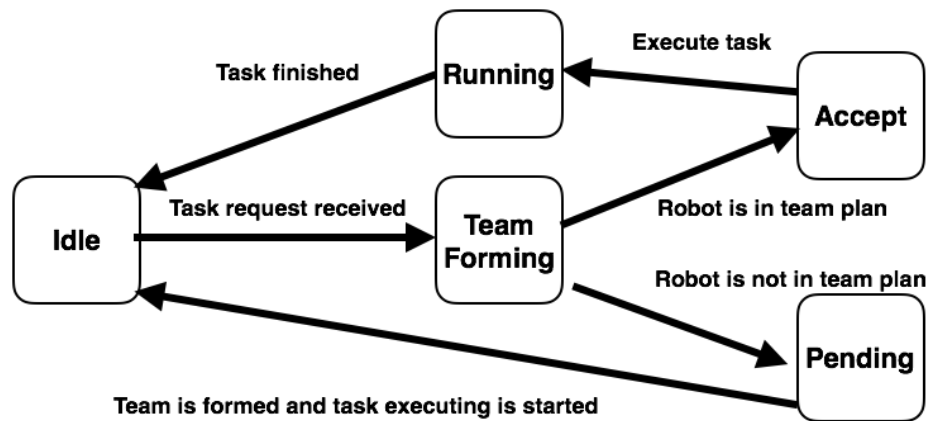 Execute task
Task finished
Running
Accept
Task request received
Robot is in team plan
Idle
Team
Forming
Robot is not in team plan
Pending
Team is formed and task executing is started